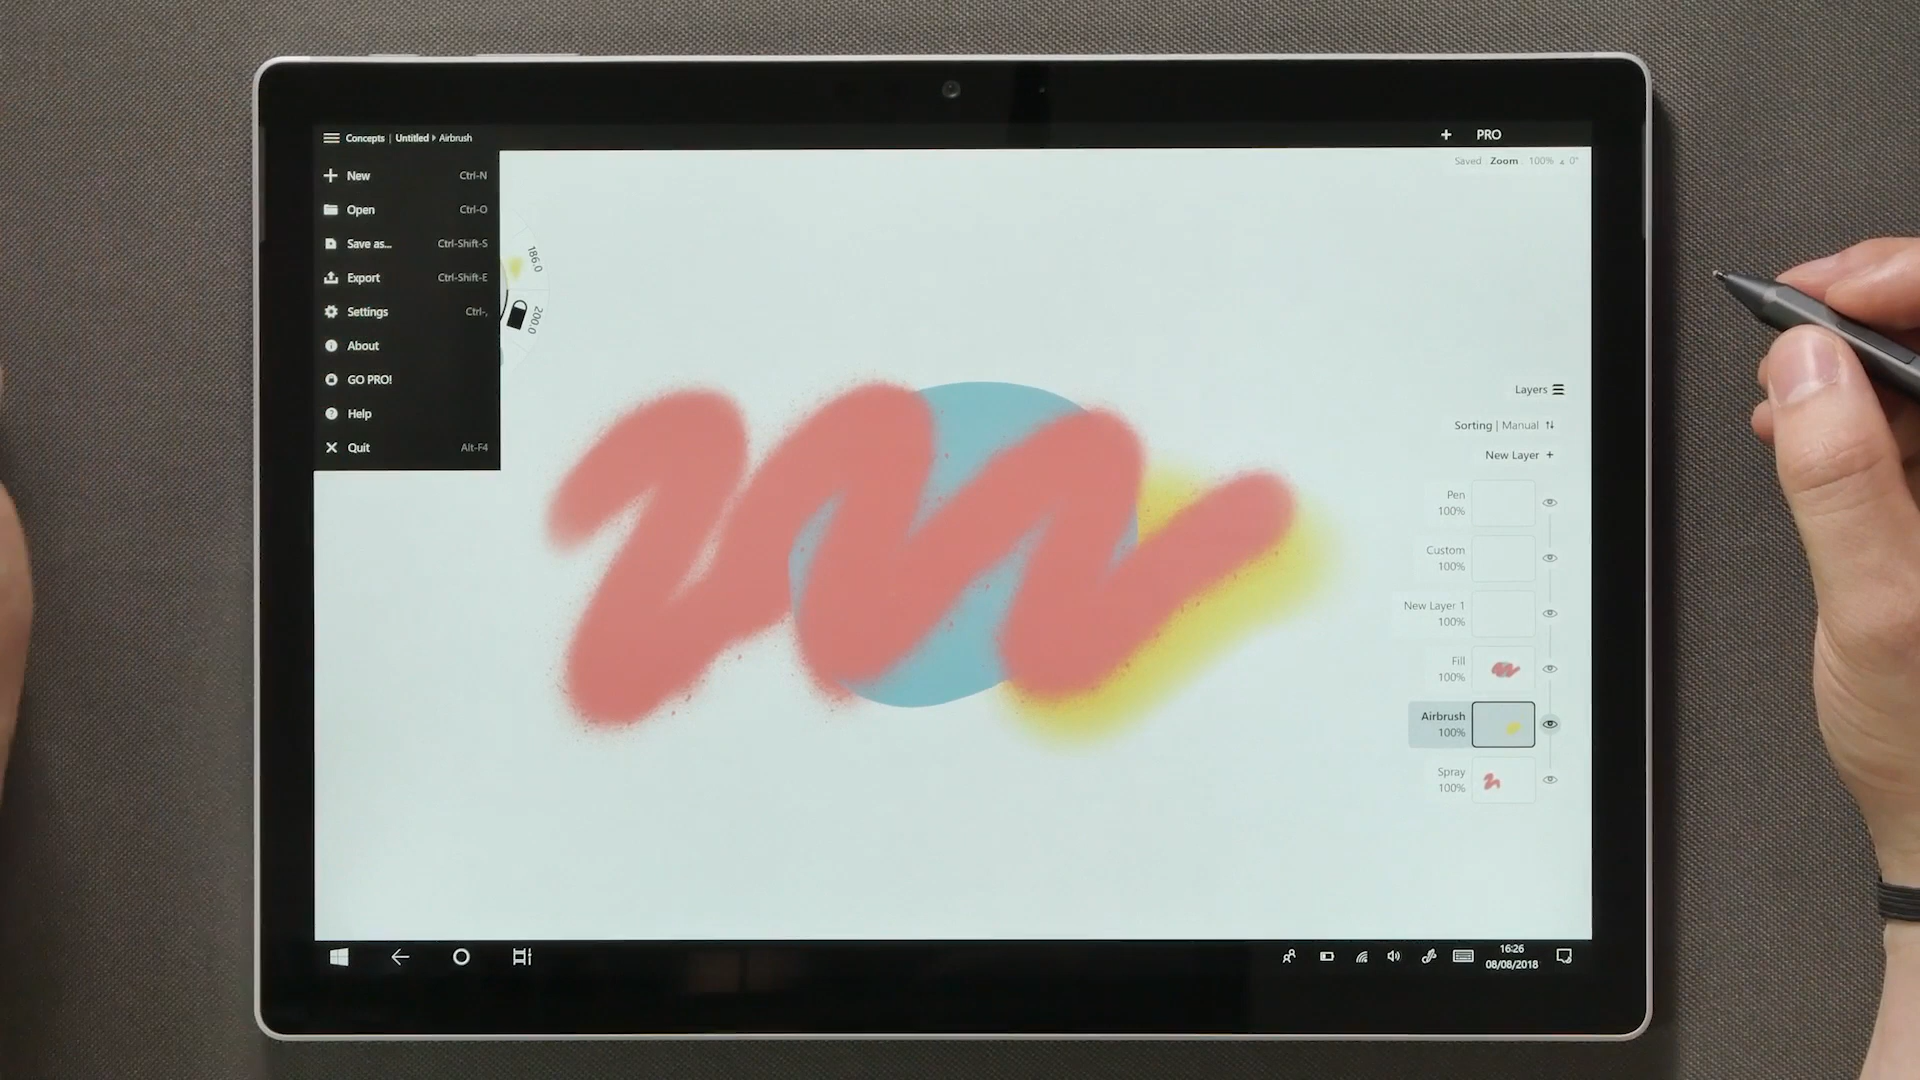 Concepts | Untitled ▸ Airbrush
+ PRO
Saved Zoom 100% 0°
New Ctrl-N
Open Ctrl-O
Save as... Ctrl-Shift-S
Export Ctrl-Shift-E
Settings Ctrl-,
About
GO PRO!
Help
Quit Alt-F4
186.0
200.0
Layers
Sorting | Manual
New Layer +
Pen
100%
Custom
100%
New Layer 1
100%
Fill
100%
Airbrush
100%
Spray
100%
16:26
08/08/2018